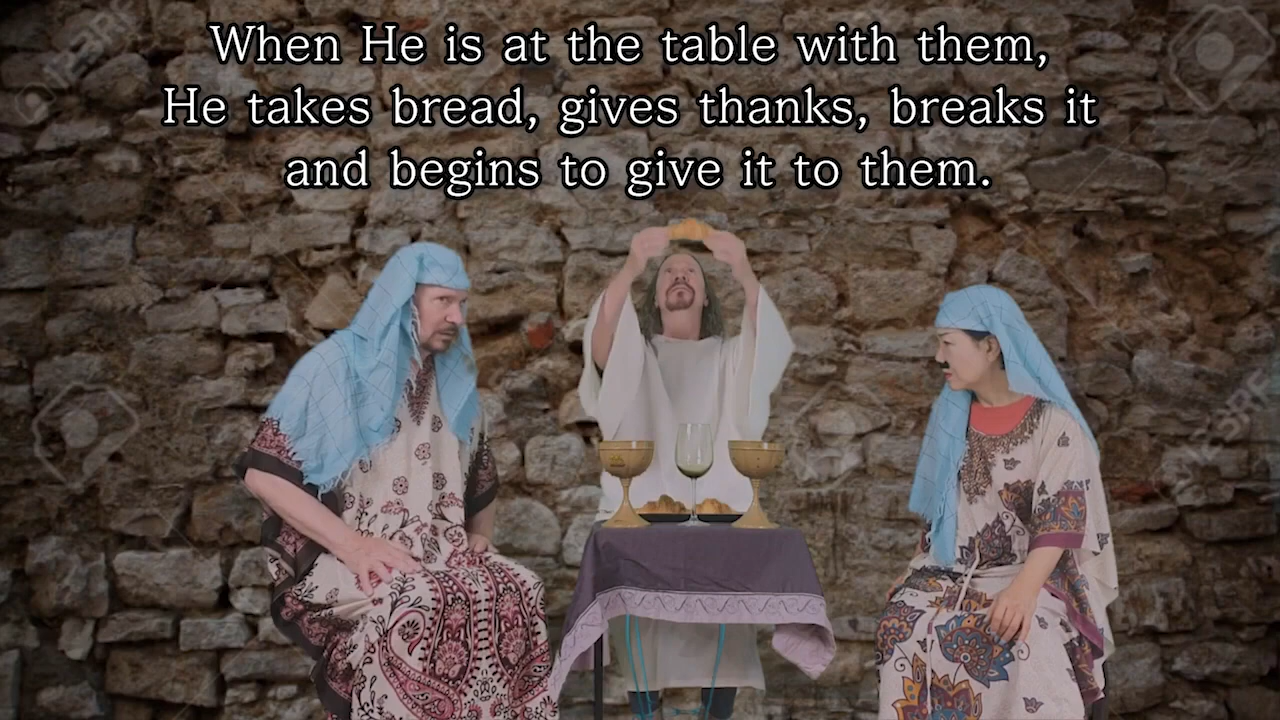 When He is at the table with them,
He takes bread, gives thanks, breaks it
and begins to give it to them.